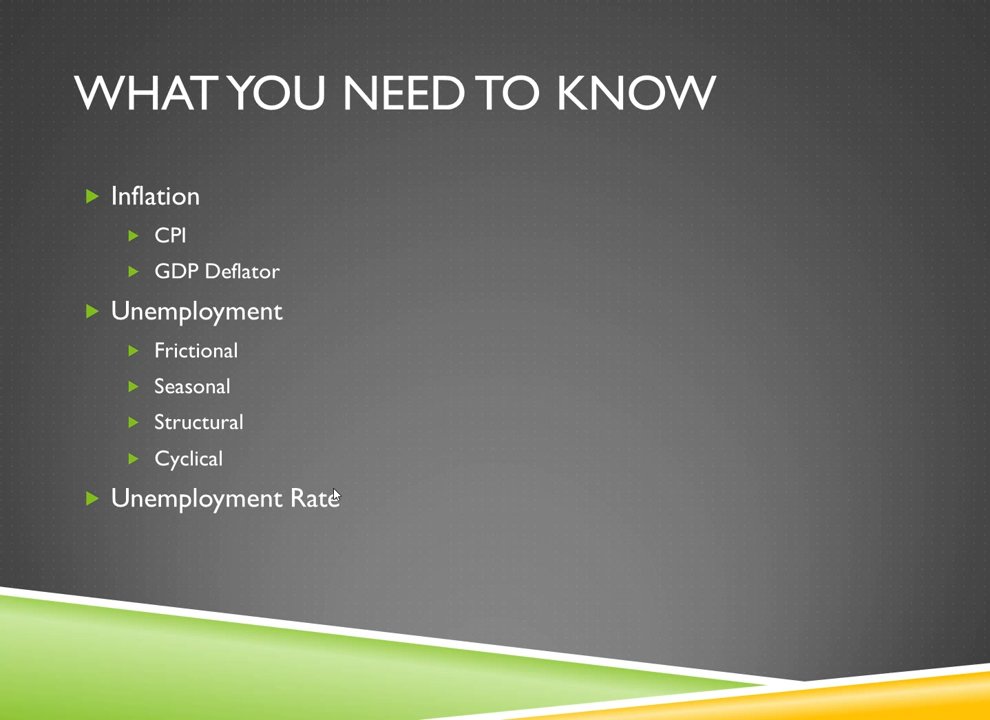 WHAT YOU NEED TO KNOW
Inflation
CPI
GDP Deflator
Unemployment
Frictional
Seasonal
Structural
Cyclical
Unemployment Rate